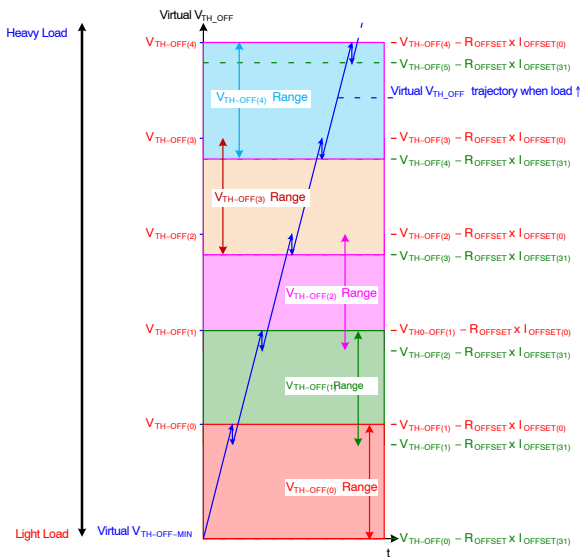 Virtual VTH_OFF
Heavy Load
VTH-OFF(4)
VTH-OFF(4) – ROFFSET x IOFFSET(0)
VTH-OFF(5) – ROFFSET x IOFFSET(31)
VTH-OFF(4) Range
Virtual VTH_OFF trajectory when load ↑
VTH-OFF(3)
VTH-OFF(3) – ROFFSET x IOFFSET(0)
VTH-OFF(4) – ROFFSET x IOFFSET(31)
VTH-OFF(3) Range
VTH-OFF(2)
VTH-OFF(2) – ROFFSET x IOFFSET(0)
VTH-OFF(3) – ROFFSET x IOFFSET(31)
VTH-OFF(2) Range
VTH-OFF(1)
VTH0-OFF(1) – ROFFSET x IOFFSET(0)
VTH-OFF(2) – ROFFSET x IOFFSET(31)
VTH-OFF(1) Range
VTH-OFF(0)
VTH-OFF(1) – ROFFSET x IOFFSET(0)
VTH-OFF(1) – ROFFSET x IOFFSET(31)
VTH-OFF(0) Range
Light Load
Virtual VTH-OFF-MIN
VTH-OFF(0) – ROFFSET x IOFFSET(31)
t